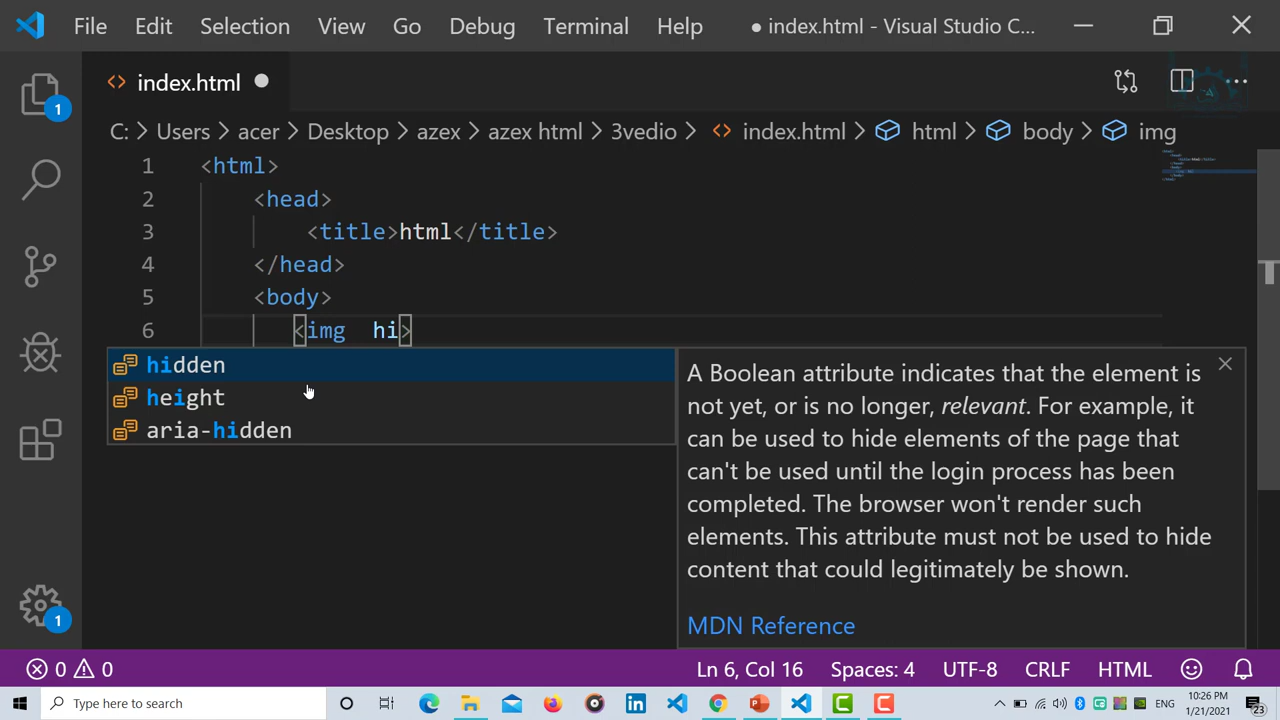 File Edit Selection View Go Debug Terminal Help ● index.html - Visual Studio C...
<> index.html ●
1
C: > Users > acer > Desktop > azex > azex html > 3vedio > <> index.html > html > body > img
1 <html>
2 <head>
3 <title>html</title>
4 </head>
5 <body>
6 <img  hi>
hidden
height
aria-hidden
A Boolean attribute indicates that the element is
not yet, or is no longer, relevant. For example, it
can be used to hide elements of the page that
can't be used until the login process has been
completed. The browser won't render such
elements. This attribute must not be used to hide
content that could legitimately be shown.
MDN Reference
1
0 0 Ln 6, Col 16 Spaces: 4 UTF-8 CRLF HTML
Type here to search
10:26 PM
1/21/2021
23